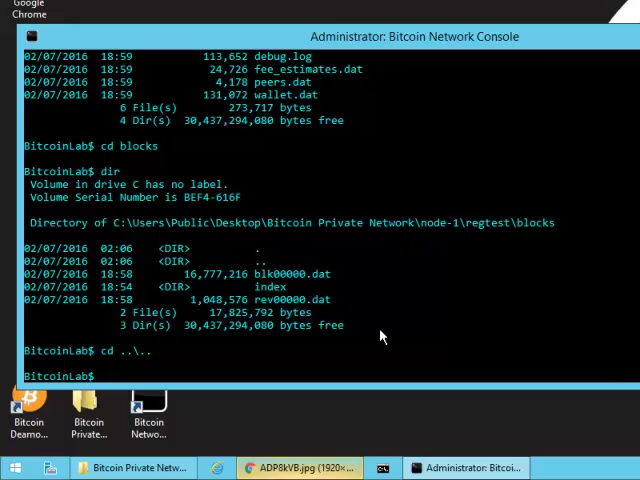 Google
Chrome
Administrator: Bitcoin Network Console
02/07/2016 18:59 113,652 debug.log
02/07/2016 18:59 24,726 fee_estimates.dat
02/07/2016 18:59 4,178 peers.dat
02/07/2016 18:59 131,072 wallet.dat
6 File(s) 273,717 bytes
4 Dir(s) 30,437,294,080 bytes free
BitcoinLab$ cd blocks
BitcoinLab$ dir
Volume in drive C has no label.
Volume Serial Number is BEF4-616F
Directory of C:\Users\Public\Desktop\Bitcoin Private Network\node-1\regtest\blocks
02/07/2016 02:06 <DIR> .
02/07/2016 02:06 <DIR> ..
02/07/2016 18:58 16,777,216 blk00000.dat
02/07/2016 18:54 <DIR> index
02/07/2016 18:58 1,048,576 rev00000.dat
2 File(s) 17,825,792 bytes
3 Dir(s) 30,437,294,080 bytes free
BitcoinLab$ cd ..\..
BitcoinLab$
Bitcoin
Deamo...
Bitcoin
Private...
Bitcoin
Netwo...
Bitcoin Private Netw...
ADP8kVB.jpg (1920×...
Administrator: Bitcoi...